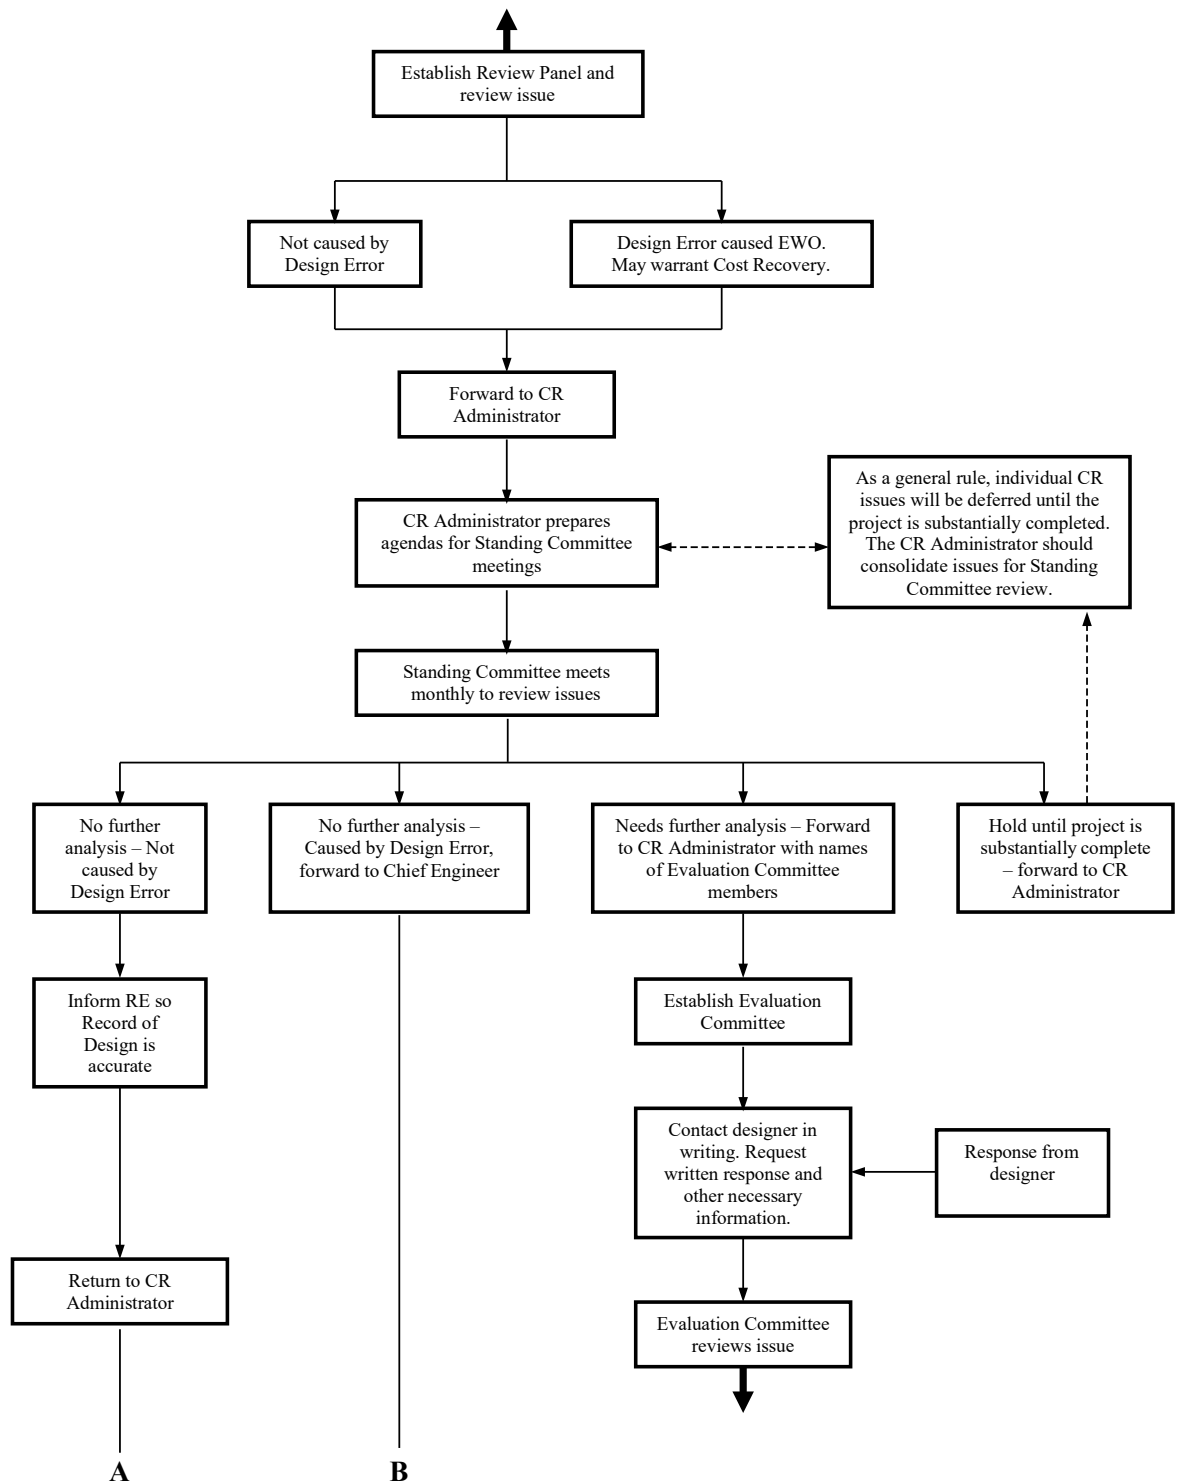 Establish Review Panel and
review issue
Not caused by
Design Error
Design Error caused EWO.
May warrant Cost Recovery.
Forward to CR
Administrator
CR Administrator prepares
agendas for Standing Committee
meetings
As a general rule, individual CR
issues will be deferred until the
project is substantially completed.
The CR Administrator should
consolidate issues for Standing
Committee review.
Standing Committee meets
monthly to review issues
No further
analysis – Not
caused by
Design Error
No further analysis –
Caused by Design Error,
forward to Chief Engineer
Needs further analysis – Forward
to CR Administrator with names
of Evaluation Committee
members
Hold until project is
substantially complete
– forward to CR
Administrator
Inform RE so
Record of
Design is
accurate
Establish Evaluation
Committee
Contact designer in
writing. Request
written response and
other necessary
information.
Response from
designer
Return to CR
Administrator
Evaluation Committee
reviews issue
A
B